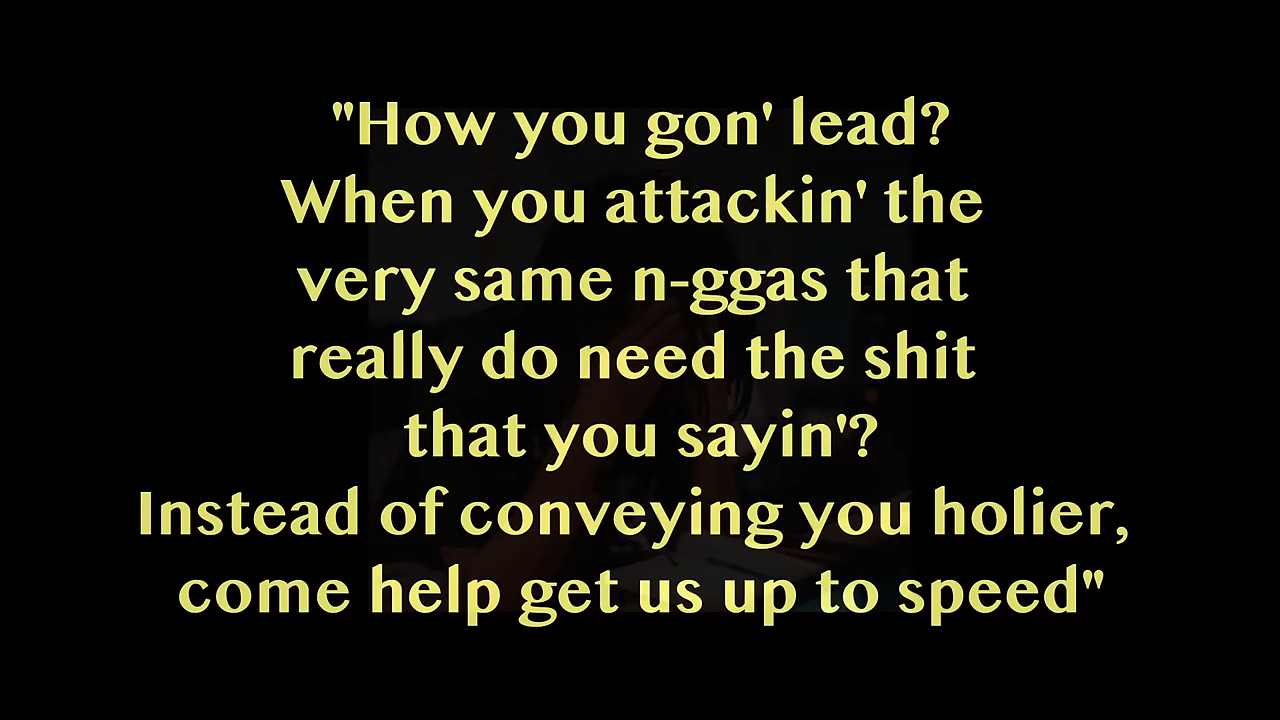 "How you gon' lead?
When you attackin' the
very same n-ggas that
really do need the shit
that you sayin'?
Instead of conveying you holier,
come help get us up to speed"